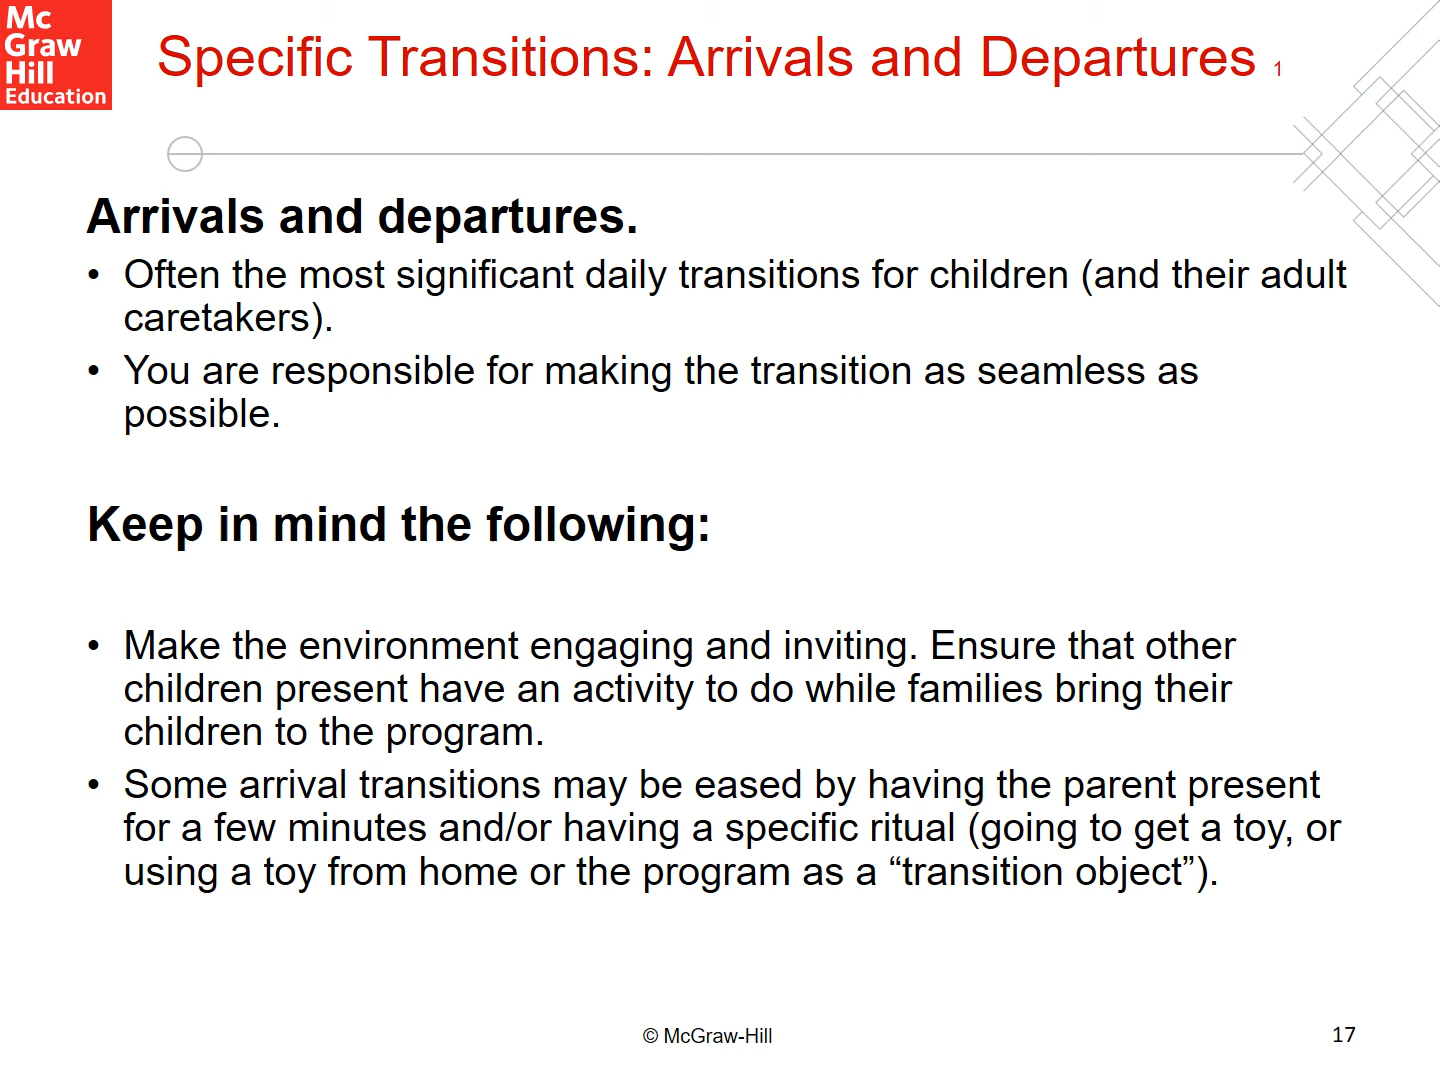 Mc
Graw
Hill
Education
Specific Transitions: Arrivals and Departures 1
Arrivals and departures.
• Often the most significant daily transitions for children (and their adult
caretakers).
• You are responsible for making the transition as seamless as
possible.
Keep in mind the following:
• Make the environment engaging and inviting. Ensure that other
children present have an activity to do while families bring their
children to the program.
• Some arrival transitions may be eased by having the parent present
for a few minutes and/or having a specific ritual (going to get a toy, or
using a toy from home or the program as a “transition object”).
© McGraw-Hill
17